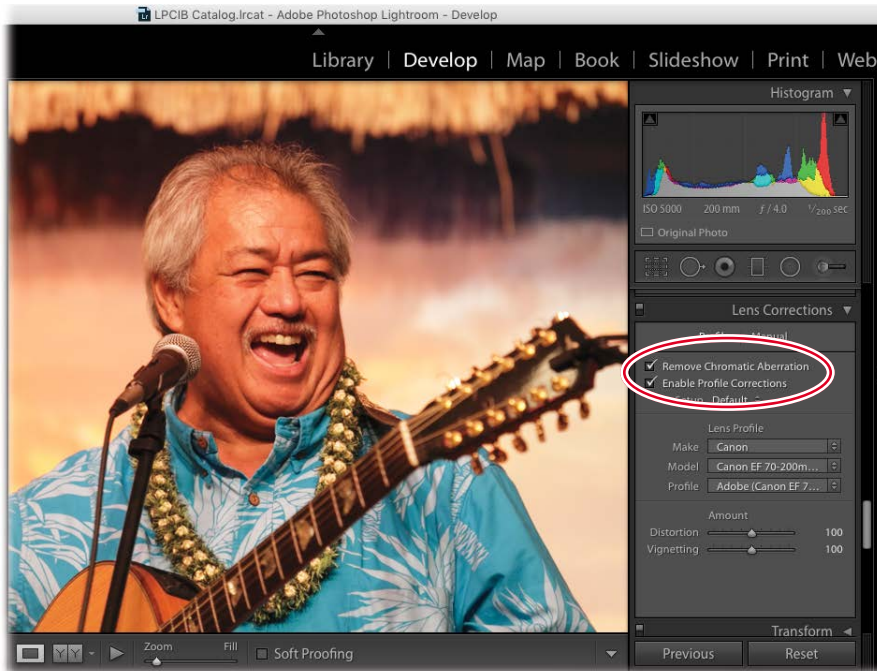 LPCIB Catalog.lrcat - Adobe Photoshop Lightroom - Develop
Library | Develop | Map | Book | Slideshow | Print | Web
Histogram
ISO 5000 200 mm ƒ / 4.0 1/200 sec
Original Photo
Lens Corrections
Manual
Remove Chromatic Aberration
Enable Profile Corrections
Setup Default
Lens Profile
Make Canon
Model Canon EF 70-200m...
Profile Adobe (Canon EF 7...
Amount
Distortion 100
Vignetting 100
Transform
Zoom Fill
Soft Proofing
Previous Reset